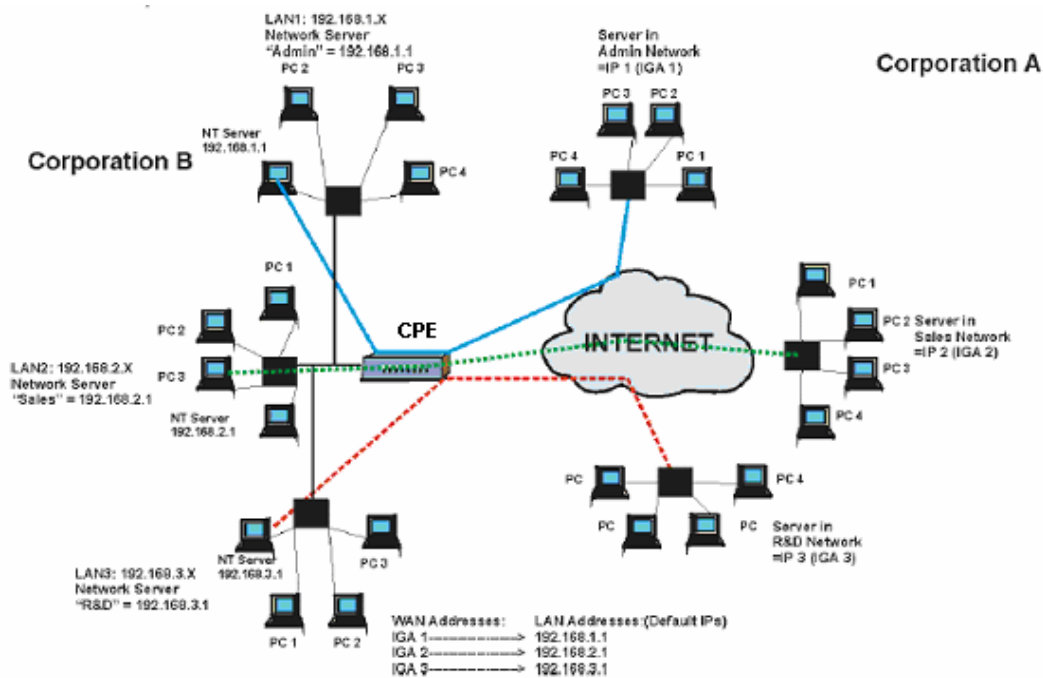 LAN1: 192.168.1.X
Network Server
"Admin" = 192.168.1.1
PC 2
PC 3
NT Server
192.168.1.1
PC 4
Corporation B
Server in
Admin Network
=IP 1 (IGA 1)
Corporation A
PC 3
PC 2
PC 4
PC 1
PC 1
PC 2
PC 3
LAN2: 192.168.2.X
Network Server
"Sales" = 192.168.2.1
NT Server
192.168.2.1
CPE
INTERNET
PC 1
PC 2
Server in
Sales Network
=IP 2 (IGA 2)
PC 3
PC 4
NT Server
192.168.3.1
PC 3
LAN3: 192.168.3.X
Network Server
"R&D" = 192.168.3.1
PC 1
PC 2
PC
PC 4
PC
PC
Server in
R&D Network
=IP 3 (IGA 3)
WAN Addresses: LAN Addresses:(Default IPs)
IGA 1---------------> 192.168.1.1
IGA 2---------------> 192.168.2.1
IGA 3---------------> 192.168.3.1